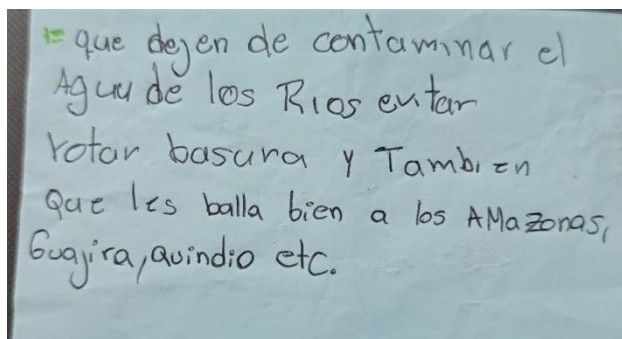 1= que dejen de contaminar el
Agua de los Rios evitar
votar basura y Tambien
Que les balla bien a los AMazonas,
Guajira, quindio etc.